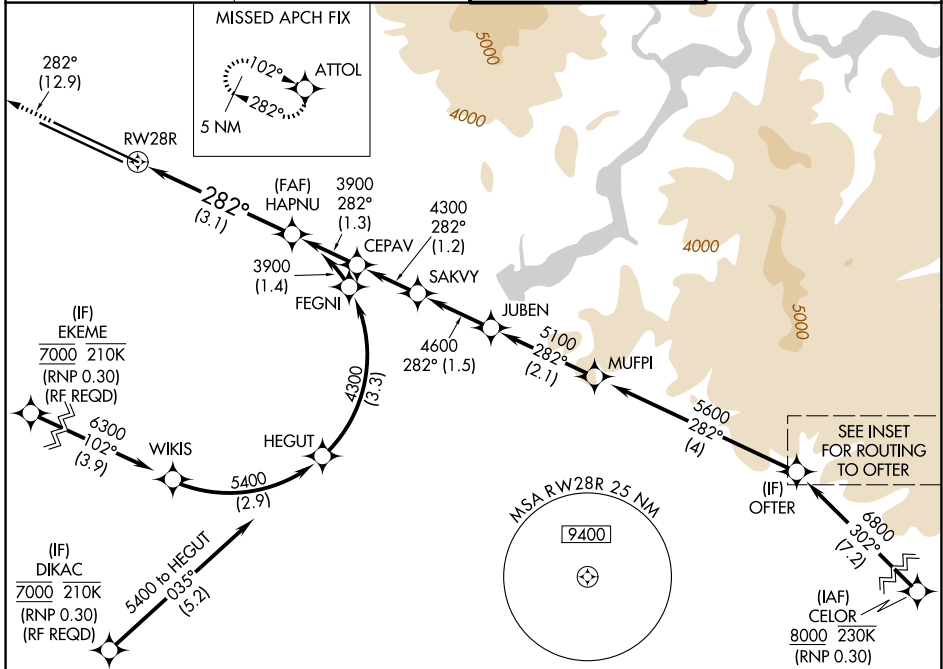 MISSED APCH FIX
102°
ATTOL
282°
5 NM
282°
(12.9)
RW28R
282°
(3.1)
(FAF)
HAPNU
3900
282°
(1.3)
CEPAV
4300
282°
(1.2)
SAKVY
3900
(1.4)
FEGNI
JUBEN
4600
282° (1.5)
5100
282°
(2.1)
MUFPI
5600
282°
(4)
5000
4000
4000
5000
(IF)
EKEME
7000 210K
(RNP 0.30)
(RF REQD)
6300
102°
(3.9)
WIKIS
HEGUT
4300
(3.3)
5400
(2.9)
5400 to HEGUT
035°
(5.2)
(IF)
DIKAC
7000 210K
(RNP 0.30)
(RF REQD)
MSA RW28R 25 NM
9400
SEE INSET
FOR ROUTING
TO OFTER
(IF)
OFTER
6800
302°
(7.2)
(IAF)
CELOR
8000 230K
(RNP 0.30)